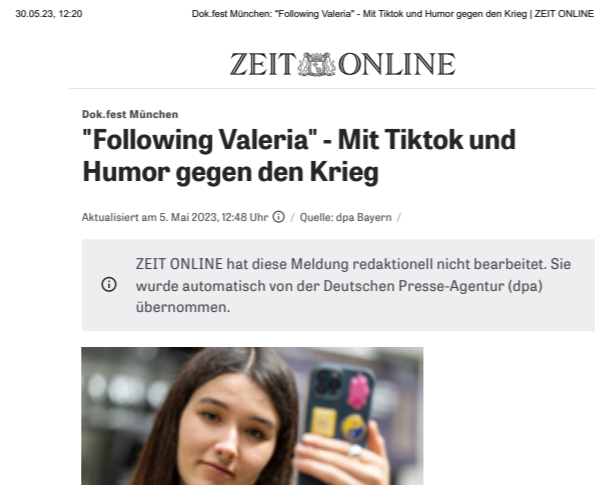 30.05.23, 12:20
Dok.fest München: "Following Valeria" - Mit Tiktok und Humor gegen den Krieg | ZEIT ONLINE
ZEIT ONLINE
Dok.fest München
"Following Valeria" - Mit Tiktok und
Humor gegen den Krieg
Aktualisiert am 5. Mai 2023, 12:48 Uhr / Quelle: dpa Bayern /
ZEIT ONLINE hat diese Meldung redaktionell nicht bearbeitet. Sie
wurde automatisch von der Deutschen Presse-Agentur (dpa)
übernommen.